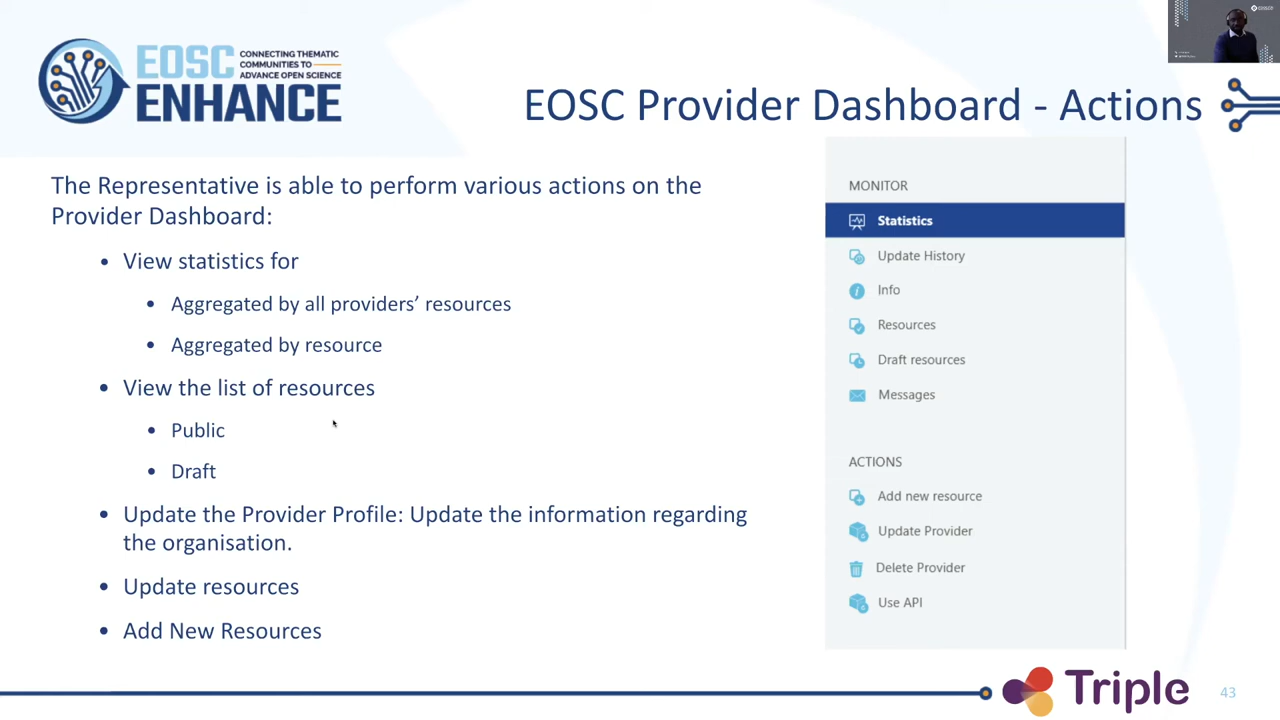 EOSC
CONNECTING THEMATIC
COMMUNITIES TO
ADVANCE OPEN SCIENCE
ENHANCE
EOSC Provider Dashboard - Actions
The Representative is able to perform various actions on the
Provider Dashboard:
• View statistics for
• Aggregated by all providers’ resources
• Aggregated by resource
• View the list of resources
• Public
• Draft
• Update the Provider Profile: Update the information regarding
the organisation.
• Update resources
• Add New Resources
MONITOR
Statistics
Update History
Info
Resources
Draft resources
Messages
ACTIONS
Add new resource
Update Provider
Delete Provider
Use API
Triple
43